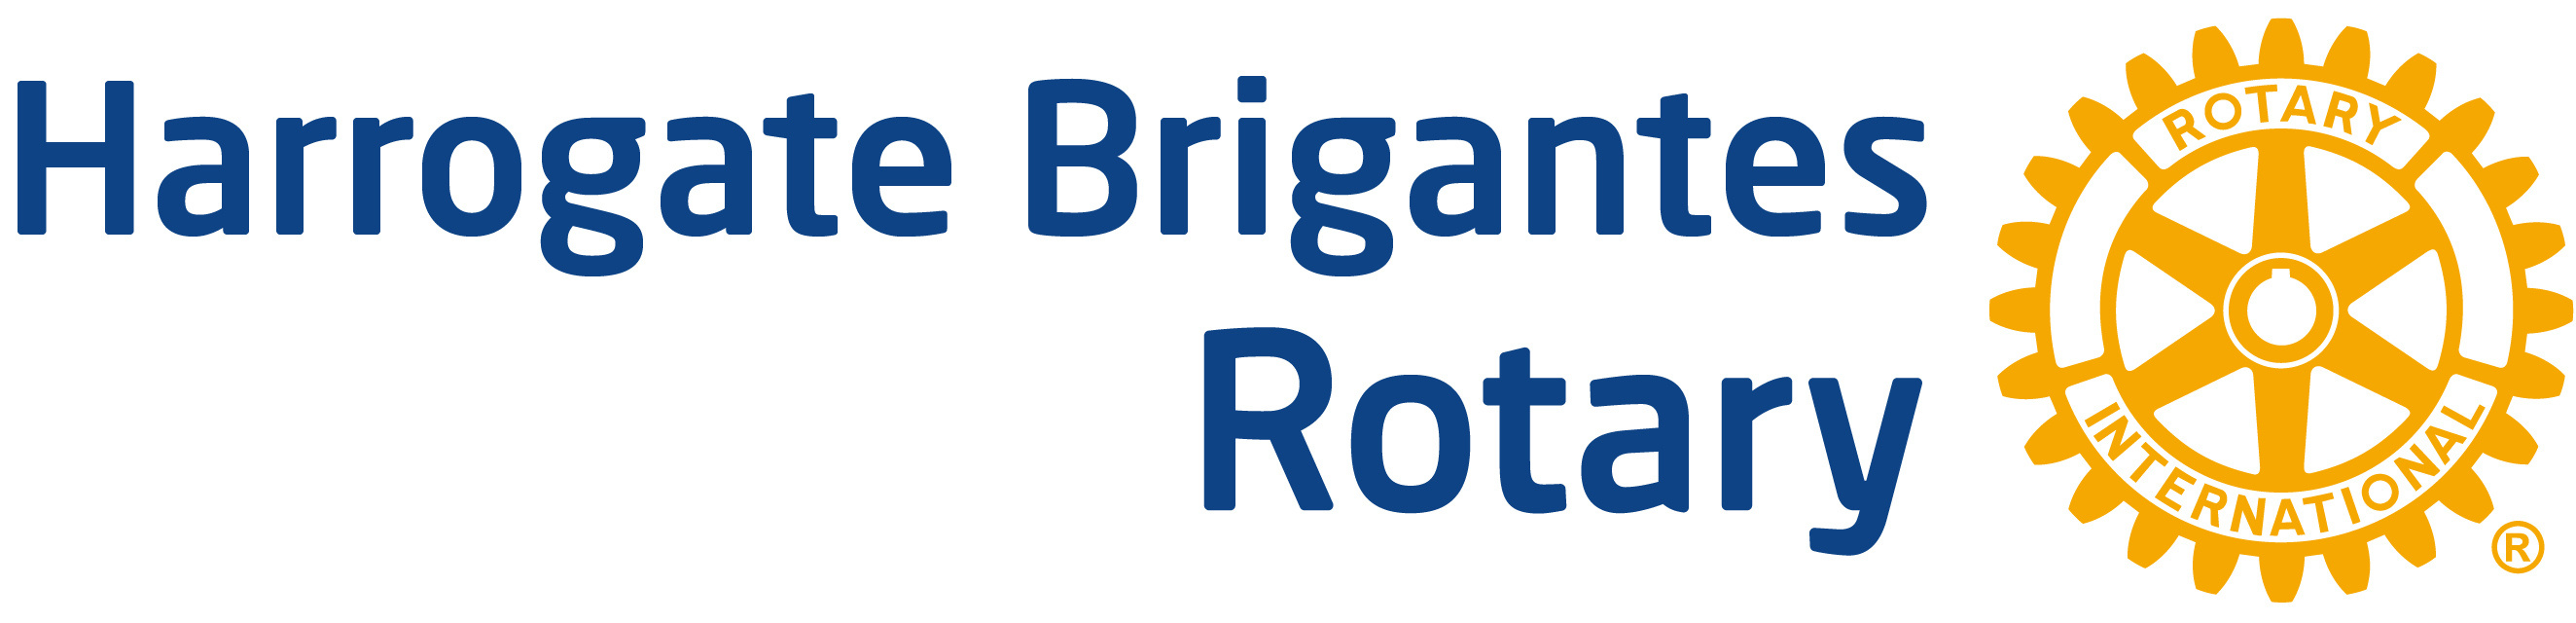 Harrogate Brigantes
Rotary
ROTARY
INTERNATIONAL
®